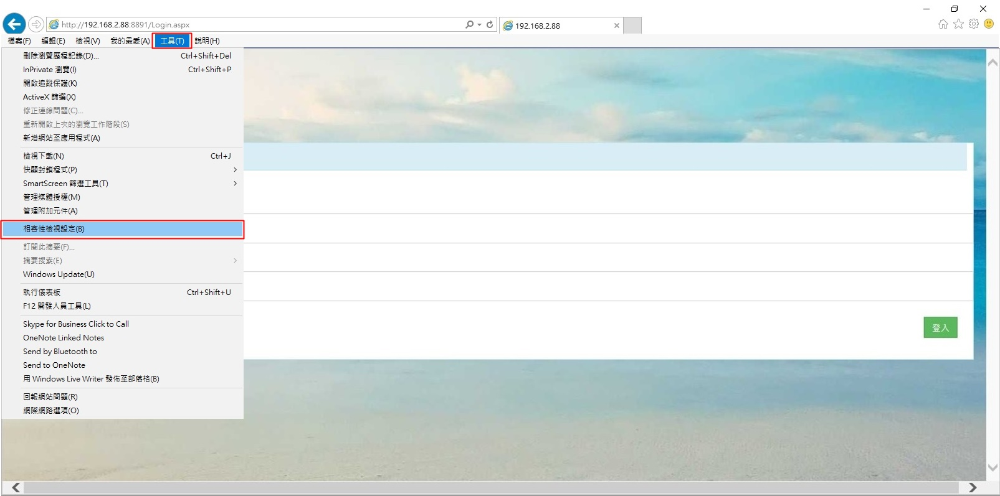 http://192.168.2.88:8891/Login.aspx
192.168.2.88
檔案(F) 編輯(E) 檢視(V) 我的最愛(A) 工具(T) 說明(H)
刪除瀏覽歷程記錄(D)... Ctrl+Shift+Del
InPrivate 瀏覽(I) Ctrl+Shift+P
開啟追蹤保護(K)
ActiveX 篩選(X)
修正連線問題(C)...
重新開啟上次的瀏覽工作階段(S)
新增網站至應用程式(A)
檢視下載(N) Ctrl+J
快顯封鎖程式(P)
SmartScreen 篩選工具(T)
管理媒體授權(M)
管理附加元件(A)
相容性檢視設定(B)
訂閱此摘要(F)...
摘要搜索(E)
Windows Update(U)
執行儀表板 Ctrl+Shift+U
F12 開發人員工具(L)
Skype for Business Click to Call
OneNote Linked Notes
Send by Bluetooth to
登入
Send to OneNote
用 Windows Live Writer 發佈至部落格(B)
回報網站問題(R)
網際網路選項(O)